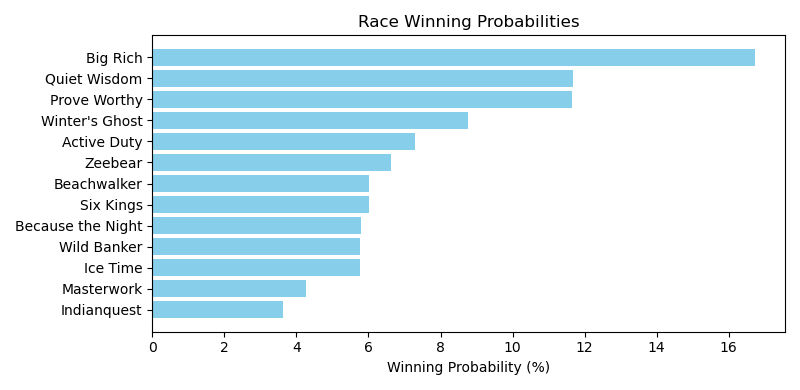 Race Winning Probabilities
Big Rich
Quiet Wisdom
Prove Worthy
Winter's Ghost
Active Duty
Zeebear
Beachwalker
Six Kings
Because the Night
Wild Banker
Ice Time
Masterwork
Indianquest
0 2 4 6 8 10 12 14 16
Winning Probability (%)